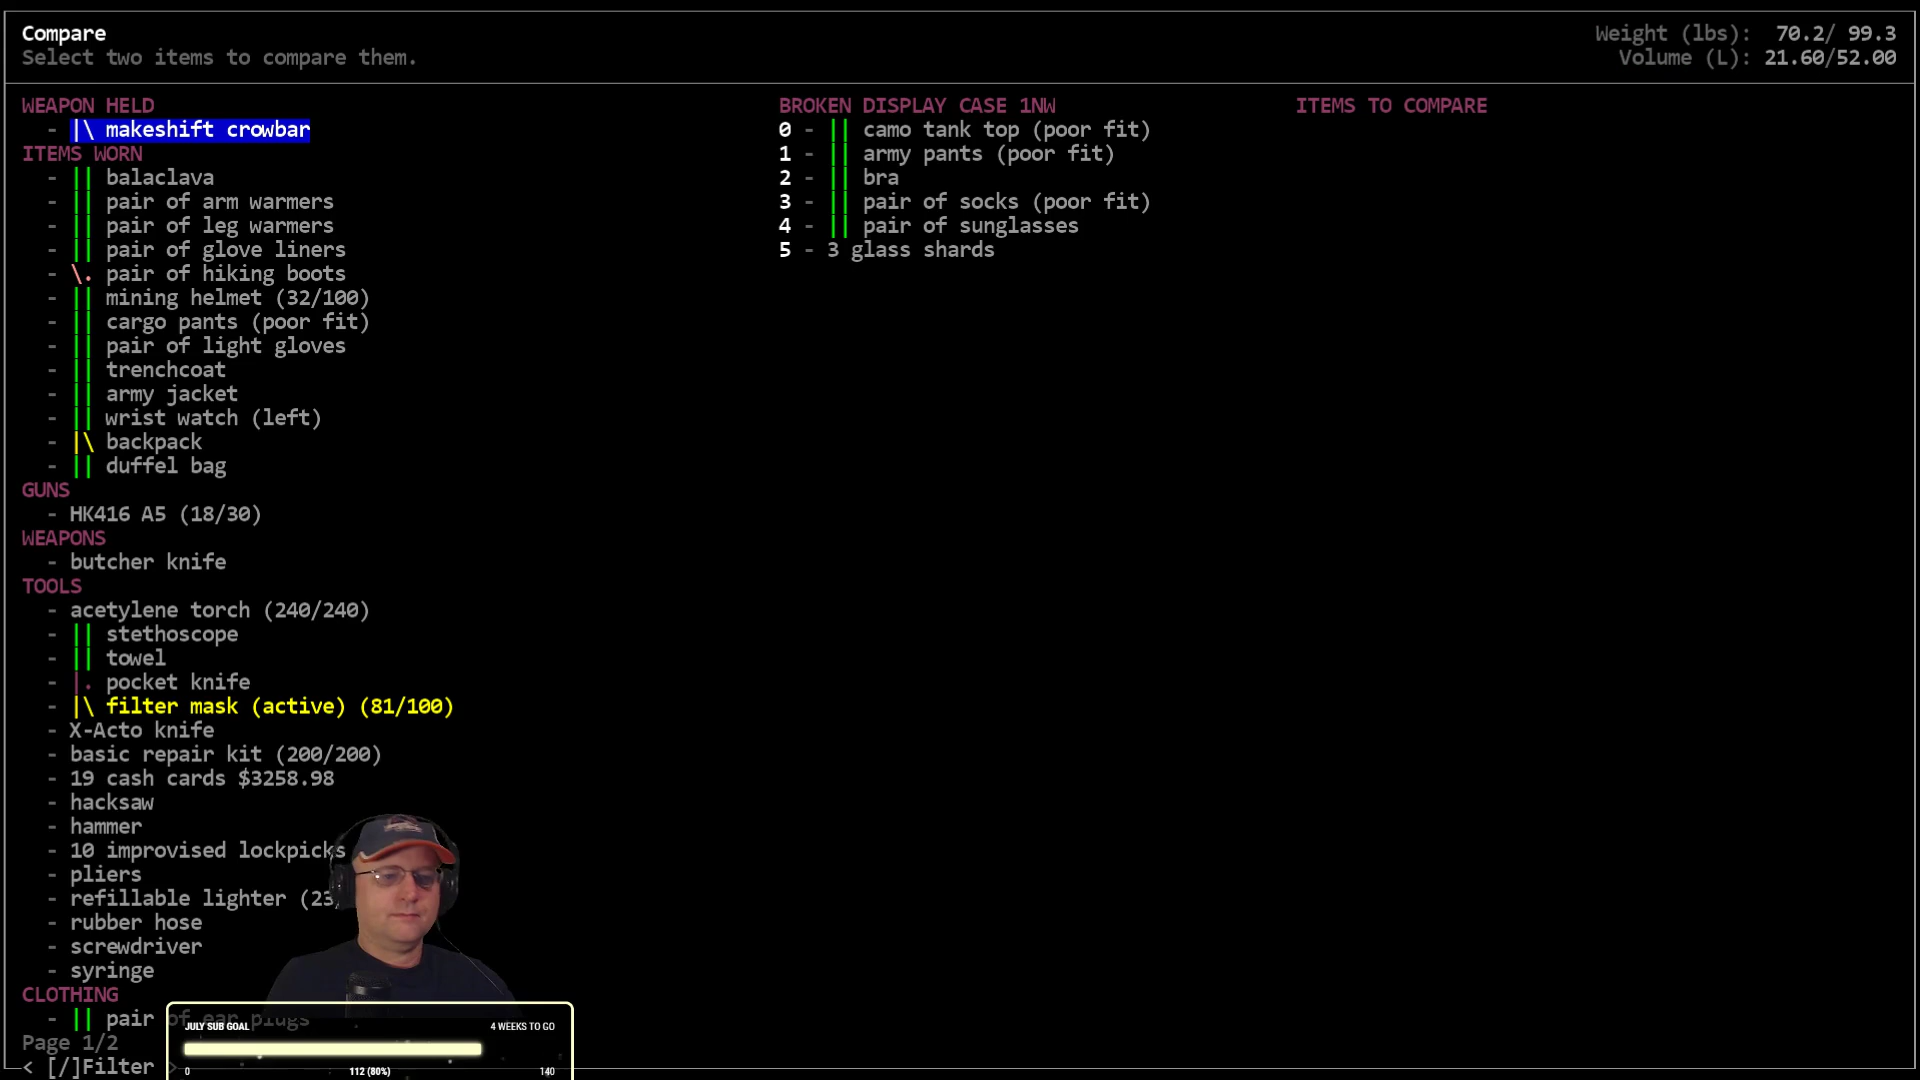 Compare
Select two items to compare them.
Weight (lbs): 70.2/ 99.3
Volume (L): 21.60/52.00
WEAPON HELD
- |\ makeshift crowbar
ITEMS WORN
- || balaclava
- || pair of arm warmers
- || pair of leg warmers
- || pair of glove liners
- \. pair of hiking boots
- || mining helmet (32/100)
- || cargo pants (poor fit)
- || pair of light gloves
- || trenchcoat
- || army jacket
- || wrist watch (left)
- |\ backpack
- || duffel bag
GUNS
- HK416 A5 (18/30)
WEAPONS
- butcher knife
TOOLS
- acetylene torch (240/240)
- || stethoscope
- || towel
- |. pocket knife
- |\ filter mask (active) (81/100)
- X-Acto knife
- basic repair kit (200/200)
- 19 cash cards $3258.98
- hacksaw
- hammer
- 10 improvised lockpicks
- pliers
- refillable lighter (23
- rubber hose
- screwdriver
- syringe
CLOTHING
- || pair of ear plugs
Page 1/2
< [/]Filter >
BROKEN DISPLAY CASE 1NW
0 - || camo tank top (poor fit)
1 - || army pants (poor fit)
2 - || bra
3 - || pair of socks (poor fit)
4 - || pair of sunglasses
5 - 3 glass shards
ITEMS TO COMPARE
JULY SUB GOAL
4 WEEKS TO GO
0
112 (80%)
140